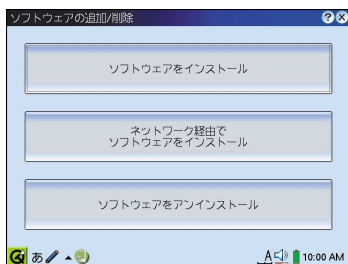 ソフトウェアの追加/削除
ソフトウェアをインストール
ネットワーク経由で
ソフトウェアをインストール
ソフトウェアをアンインストール
あ
A
10:00 AM